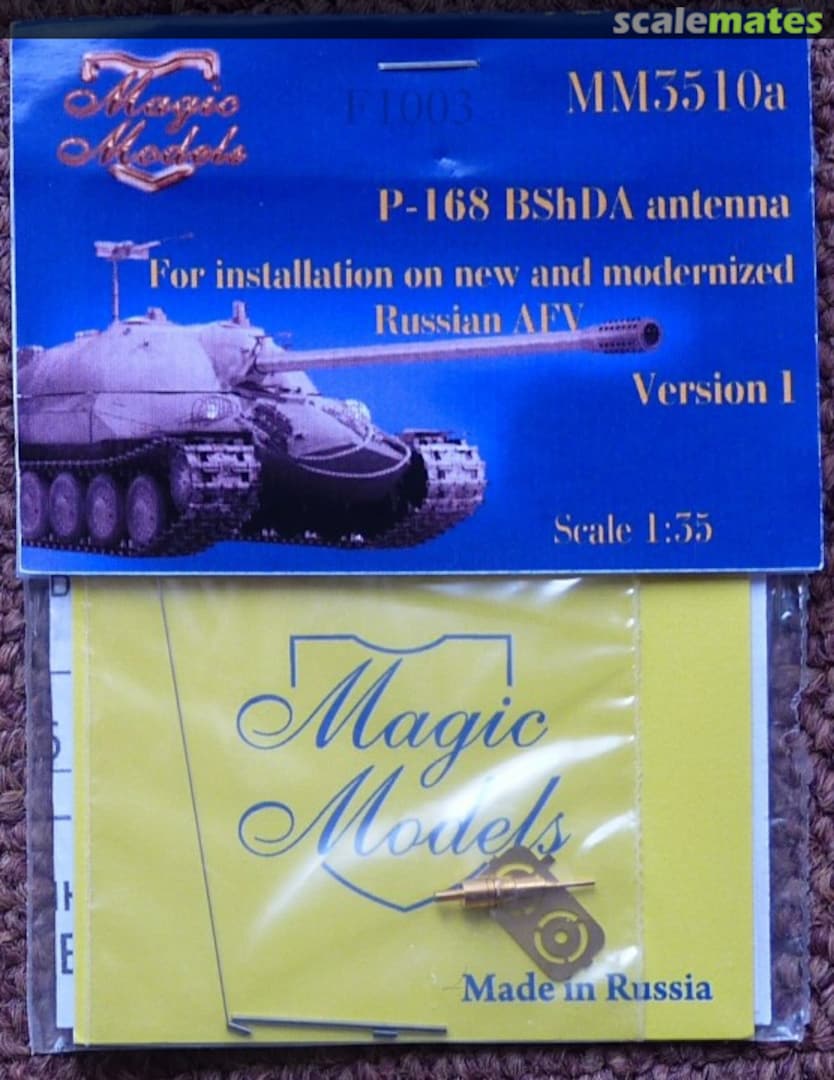 scalemates
Magic
Models
F1003
MM3510a
P-168 BShDA antenna
For installation on new and modernized
Russian AFV
Version 1
Scale 1:35
Magic
Models
Made in Russia